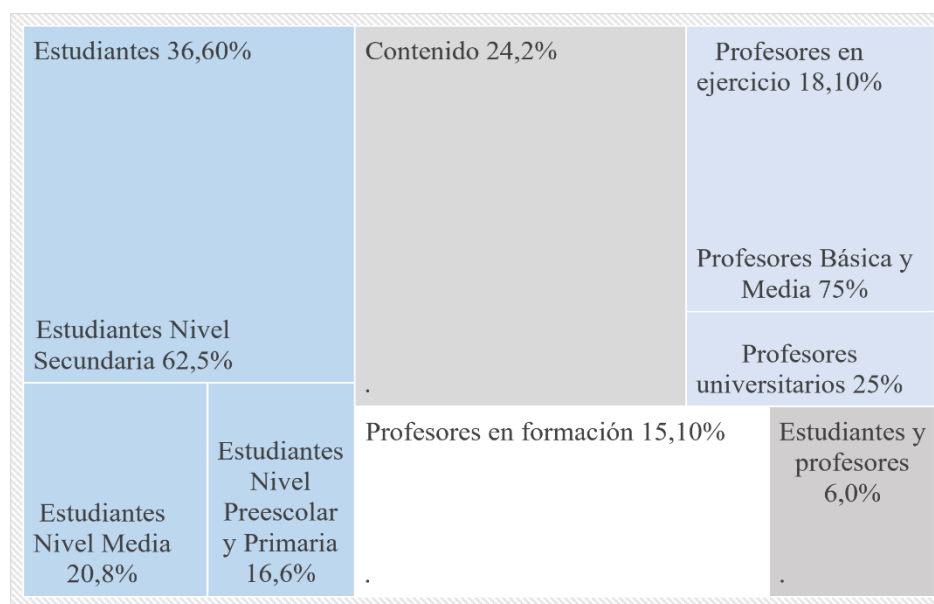 Estudiantes 36,60%
Estudiantes Nivel
Secundaria 62,5%
Estudiantes
Nivel Media
20,8%
Estudiantes
Nivel
Preescolar
y Primaria
16,6%
Contenido 24,2%
.
Profesores en
ejercicio 18,10%
Profesores Básica y
Media 75%
Profesores
universitarios 25%
Profesores en formación 15,10%
.
Estudiantes y
profesores
6,0%
.